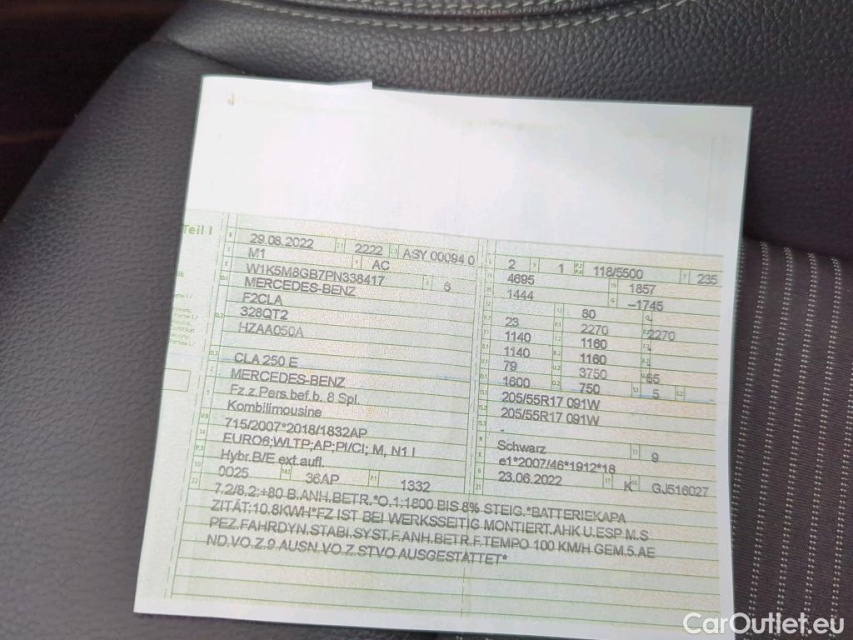 Teil I
29.08.2022 2222 ASY 00094 0
M1 AC
W1K5M8GB7PN338417 6
MERCEDES-BENZ
F2CLA
328QT2
HZAA050A
CLA 250 E
MERCEDES-BENZ
Fz.z.Pers.bef.b. 8 Spl.
Kombilimousine
715/2007*2018/1832AP
EURO6;WLTP;AP;PI/CI; M, N1 I
Hybr.B/E ext.aufl.
0025 36AP 1332
2 1 118/5500 235
4695 1857
1444 –1745
80
23 2270 2270
1140 1160
1140 1160
79 3750 65
1600 750 5
205/55R17 091W
205/55R17 091W
Schwarz 9
e1*2007/46*1912*18
23.06.2022 K GJ516027
7.2/8.2:+80 B.ANH.BETR.*O.1:1800 BIS 8% STEIG.*BATTERIEKAPA
ZITÄT:10.8KWH*FZ IST BEI WERKSSEITIG MONTIERT.AHK U.ESP M.S
PEZ.FAHRDYN.STABI.SYST.F.ANH.BETR.F.TEMPO 100 KM/H GEM.5.AE
ND.VO.Z.9.AUSN.VO.Z.STVO AUSGESTATTET*
CarOutlet.eu